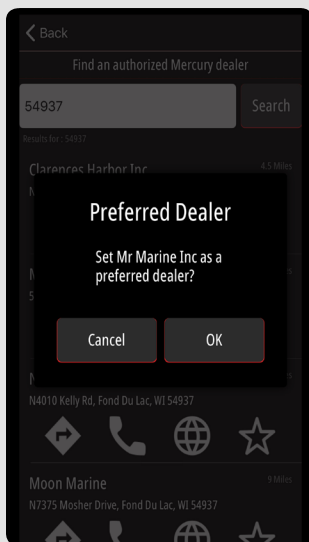 Back
Find an authorized Mercury dealer
54937
Search
Results for : 54937
Clarences Harbor Inc
4.5 Miles
N
Preferred Dealer
Set Mr Marine Inc as a
preferred dealer?
Cancel
OK
N4010 Kelly Rd, Fond Du Lac, WI 54937
Moon Marine
9 Miles
N7375 Mosher Drive, Fond Du Lac, WI 54937